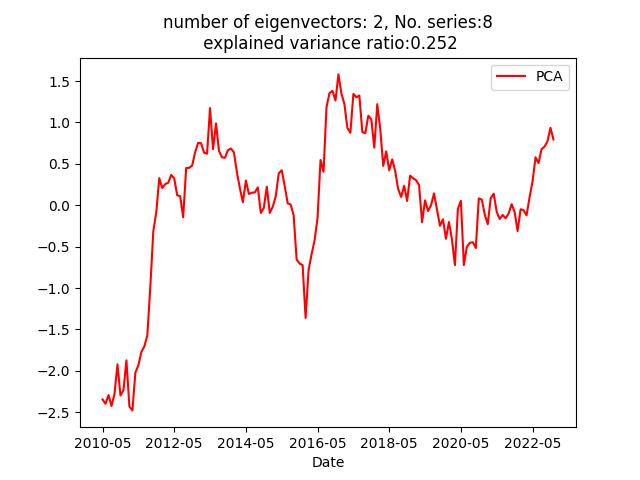 number of eigenvectors: 2, No. series:8
explained variance ratio:0.252
PCA
1.5
1.0
0.5
0.0
−0.5
−1.0
−1.5
−2.0
−2.5
2010-05 2012-05 2014-05 2016-05 2018-05 2020-05 2022-05
Date